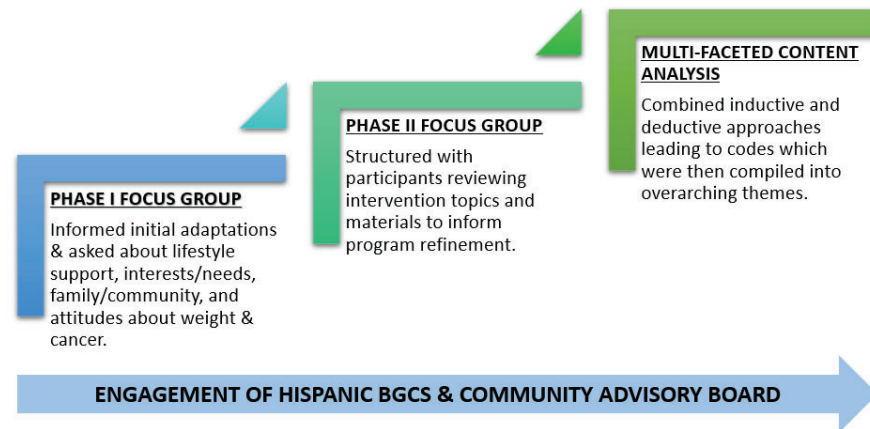 PHASE I FOCUS GROUP
Informed initial adaptations
& asked about lifestyle
support, interests/needs,
family/community, and
attitudes about weight &
cancer.
PHASE II FOCUS GROUP
Structured with
participants reviewing
intervention topics and
materials to inform
program refinement.
MULTI-FACETED CONTENT
ANALYSIS
Combined inductive and
deductive approaches
leading to codes which
were then compiled into
overarching themes.
ENGAGEMENT OF HISPANIC BGCS & COMMUNITY ADVISORY BOARD